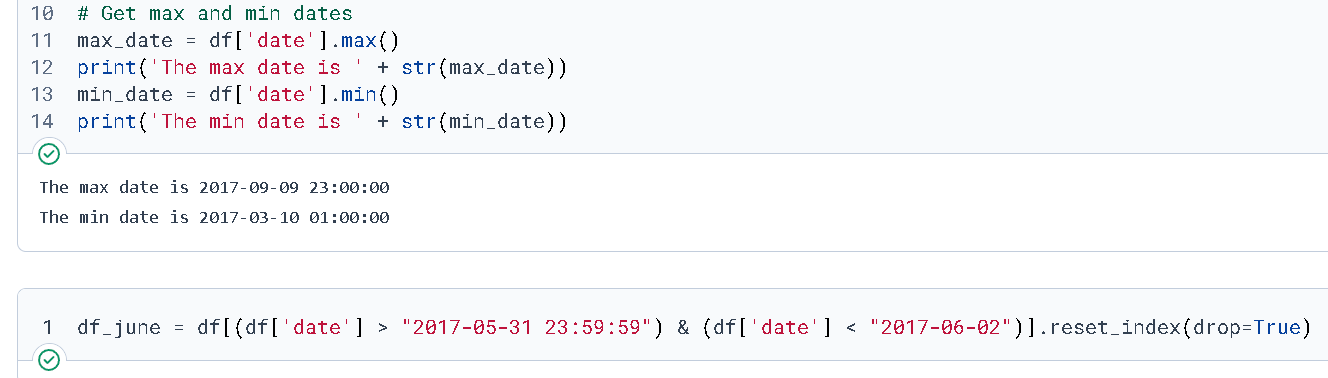 10 # Get max and min dates
11 max_date = df['date'].max()
12 print('The max date is ' + str(max_date))
13 min_date = df['date'].min()
14 print('The min date is ' + str(min_date))
The max date is 2017-09-09 23:00:00
The min date is 2017-03-10 01:00:00
1 df_june = df[(df['date'] > "2017-05-31 23:59:59") & (df['date'] < "2017-06-02")].reset_index(drop=True)